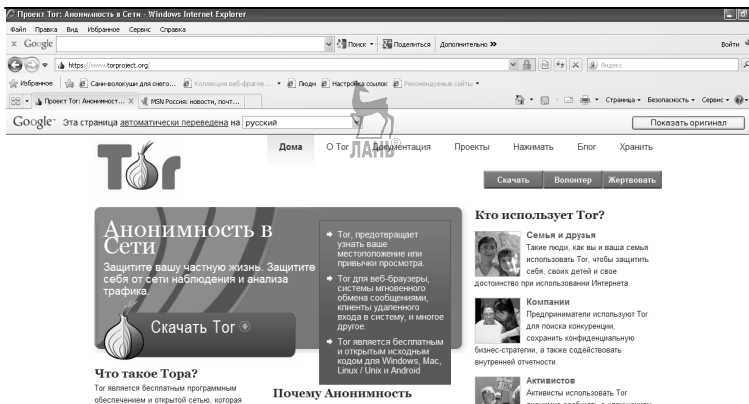 Проект Tor: Анонимность в Сети - Windows Internet Explorer
Файл Правка Вид Избранное Сервис Справка
x Google Поиск Поделиться Дополнительно » Войти
https://www.torproject.org/ Яндекс
Избранное Сани-волокуши для снего... Коллекция веб-фрагме... Люди Настройка ссылок Рекомендуемые сайты
Проект Tor: Анонимност... X MSN Россия: новости, почт... Страница Безопасность Сервис
Google Эта страница автоматически переведена на русский Показать оригинал
ЛАНЬ®
Tor
Дома О Tor Документация Проекты Нажимать Блог Хранить
Скачать Волонтер Жертвовать
Анонимность в
Сети
Защитите вашу частную жизнь. Защитите
себя от сети наблюдения и анализа
трафика.
Скачать Tor
Tor, предотвращает
узнать ваше
местоположение или
привычки просмотра.
Tor для веб-браузеры,
системы мгновенного
обмена сообщениями,
клиенты удаленного
входа в систему, и многое
другое.
Tor является бесплатным
и открытым исходным
кодом для Windows, Mac,
Linux / Unix и Android
Что такое Тора?
Tor является бесплатным программным
обеспечением и открытой сетью, которая
Почему Анонимность
Кто использует Tor?
Семья и друзья
Такие люди, как вы и ваша семья
использовать Tor, чтобы защитить
себя, своих детей и свое
достоинство при использовании Интернета.
Компании
Предприниматели используют Tor
для поиска конкуренции,
сохранить конфиденциальную
бизнес-стратегии, а также содействовать
внутренней отчетности.
Активистов
Активисты использовать Tor